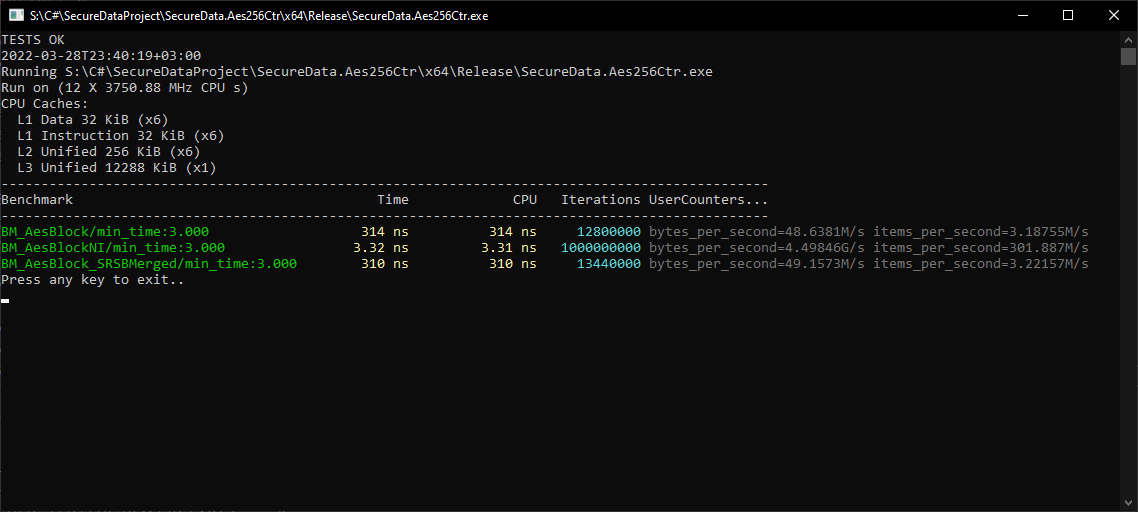 S:\C#\SecureDataProject\SecureData.Aes256Ctr\x64\Release\SecureData.Aes256Ctr.exe
TESTS OK
2022-03-28T23:40:19+03:00
Running S:\C#\SecureDataProject\SecureData.Aes256Ctr\x64\Release\SecureData.Aes256Ctr.exe
Run on (12 X 3750.88 MHz CPU s)
CPU Caches:
  L1 Data 32 KiB (x6)
  L1 Instruction 32 KiB (x6)
  L2 Unified 256 KiB (x6)
  L3 Unified 12288 KiB (x1)
------------------------------------------------------------------------------------------------
Benchmark                                      Time             CPU   Iterations UserCounters...
------------------------------------------------------------------------------------------------
BM_AesBlock/min_time:3.000                   314 ns          314 ns     12800000 bytes_per_second=48.6381M/s items_per_second=3.18755M/s
BM_AesBlockNI/min_time:3.000                3.32 ns         3.31 ns   1000000000 bytes_per_second=4.49846G/s items_per_second=301.887M/s
BM_AesBlock_SRSBMerged/min_time:3.000        310 ns          310 ns     13440000 bytes_per_second=49.1573M/s items_per_second=3.22157M/s
Press any key to exit..